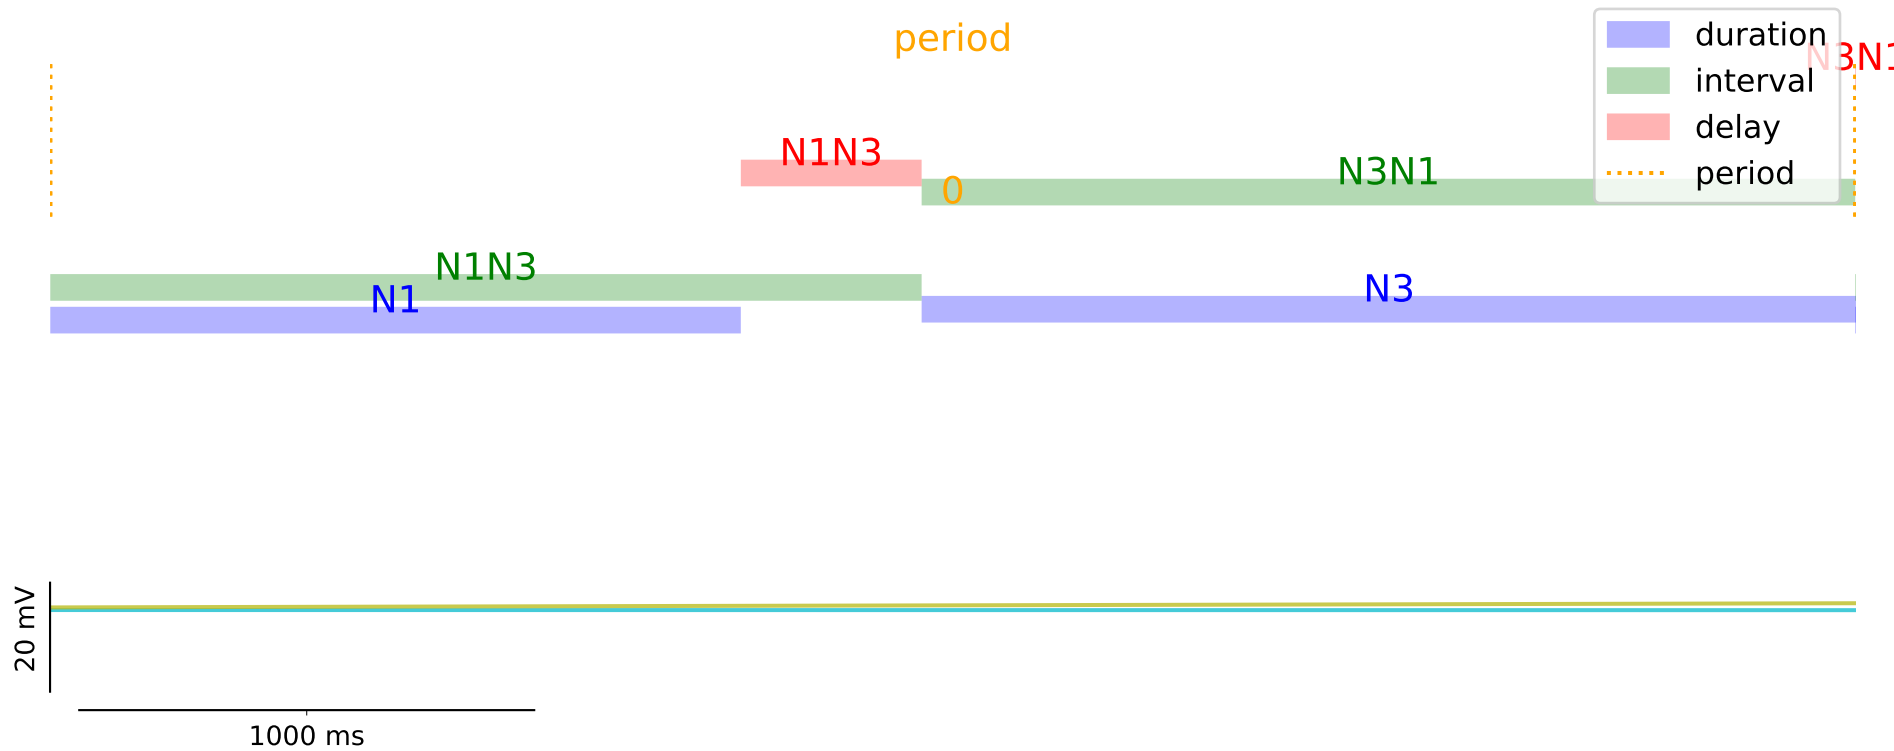 period
duration
interval
delay
period
N3N1
N1N3
N3N1
0
N1N3
N1
N3
20 mV
1000 ms